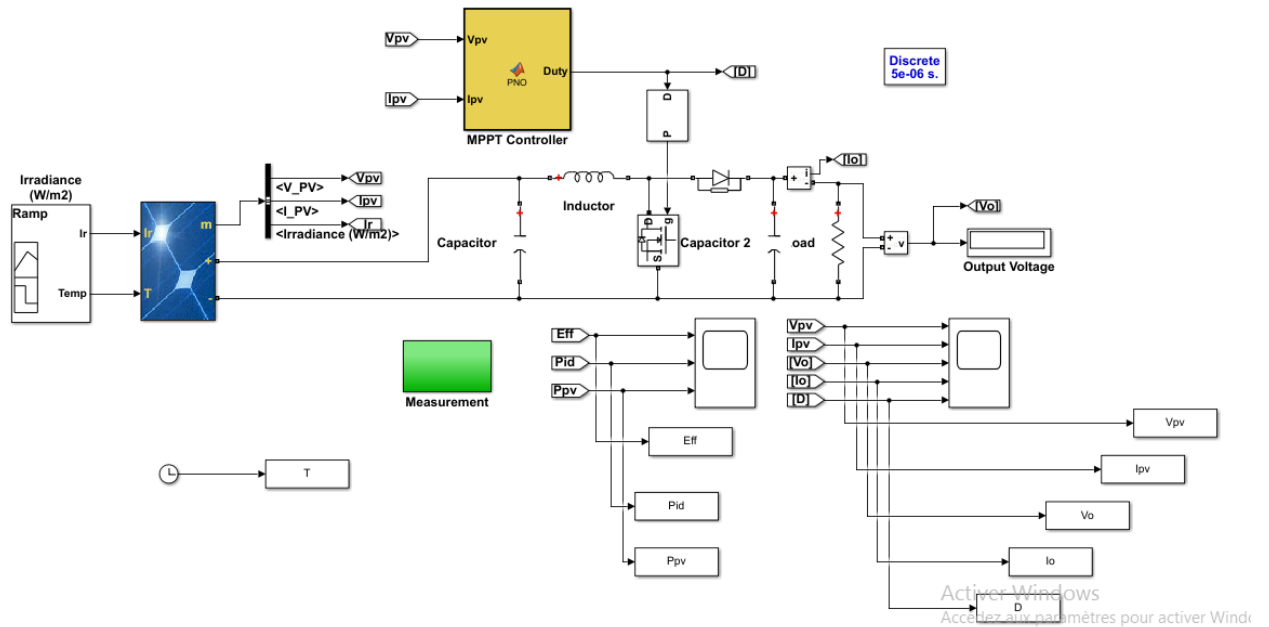 Vpv
Vpv
Ipv
Ipv
Duty
PNO
MPPT Controller
[D]
Discrete
5e-06 s.
D
P
Irradiance
(W/m2)
Ramp
Ir
Temp
Ir
T
m
+
-
<V_PV>
<I_PV>
<Irradiance (W/m2)>
Vpv
Ipv
Ir
+
Inductor
Capacitor
+
D
g
S
Capacitor 2
+
+
i
-
[Io]
+
oad
+
-
v
[Vo]
Output Voltage
Measurement
Eff
Pid
Ppv
Eff
Pid
Ppv
Vpv
Ipv
[Vo]
[Io]
[D]
Vpv
Ipv
Vo
Io
D
T
Activer Windows
Accédez aux paramètres pour activer Windo